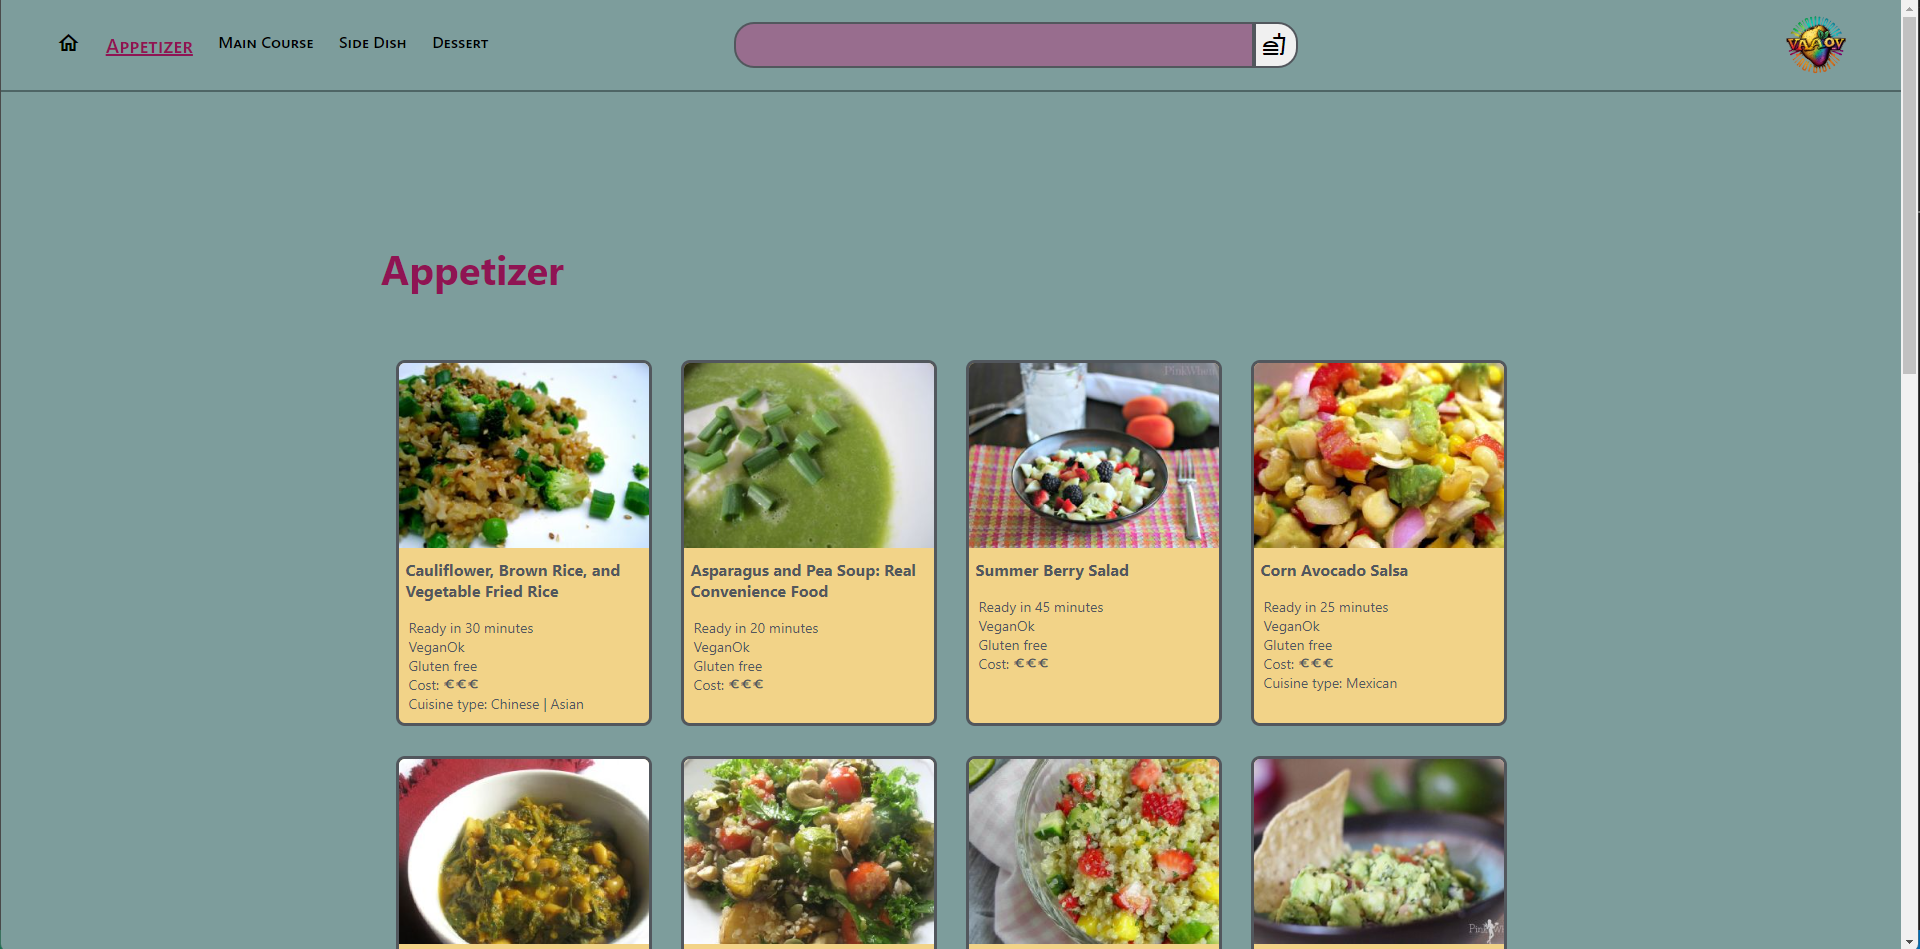 Appetizer
Main Course
Side Dish
Dessert
VAAOV
Appetizer
Cauliflower, Brown Rice, and
Vegetable Fried Rice
Ready in 30 minutes
VeganOk
Gluten free
Cost: €€€
Cuisine type: Chinese | Asian
Asparagus and Pea Soup: Real
Convenience Food
Ready in 20 minutes
VeganOk
Gluten free
Cost: €€€
Summer Berry Salad
Ready in 45 minutes
VeganOk
Gluten free
Cost: €€€
Corn Avocado Salsa
Ready in 25 minutes
VeganOk
Gluten free
Cost: €€€
Cuisine type: Mexican